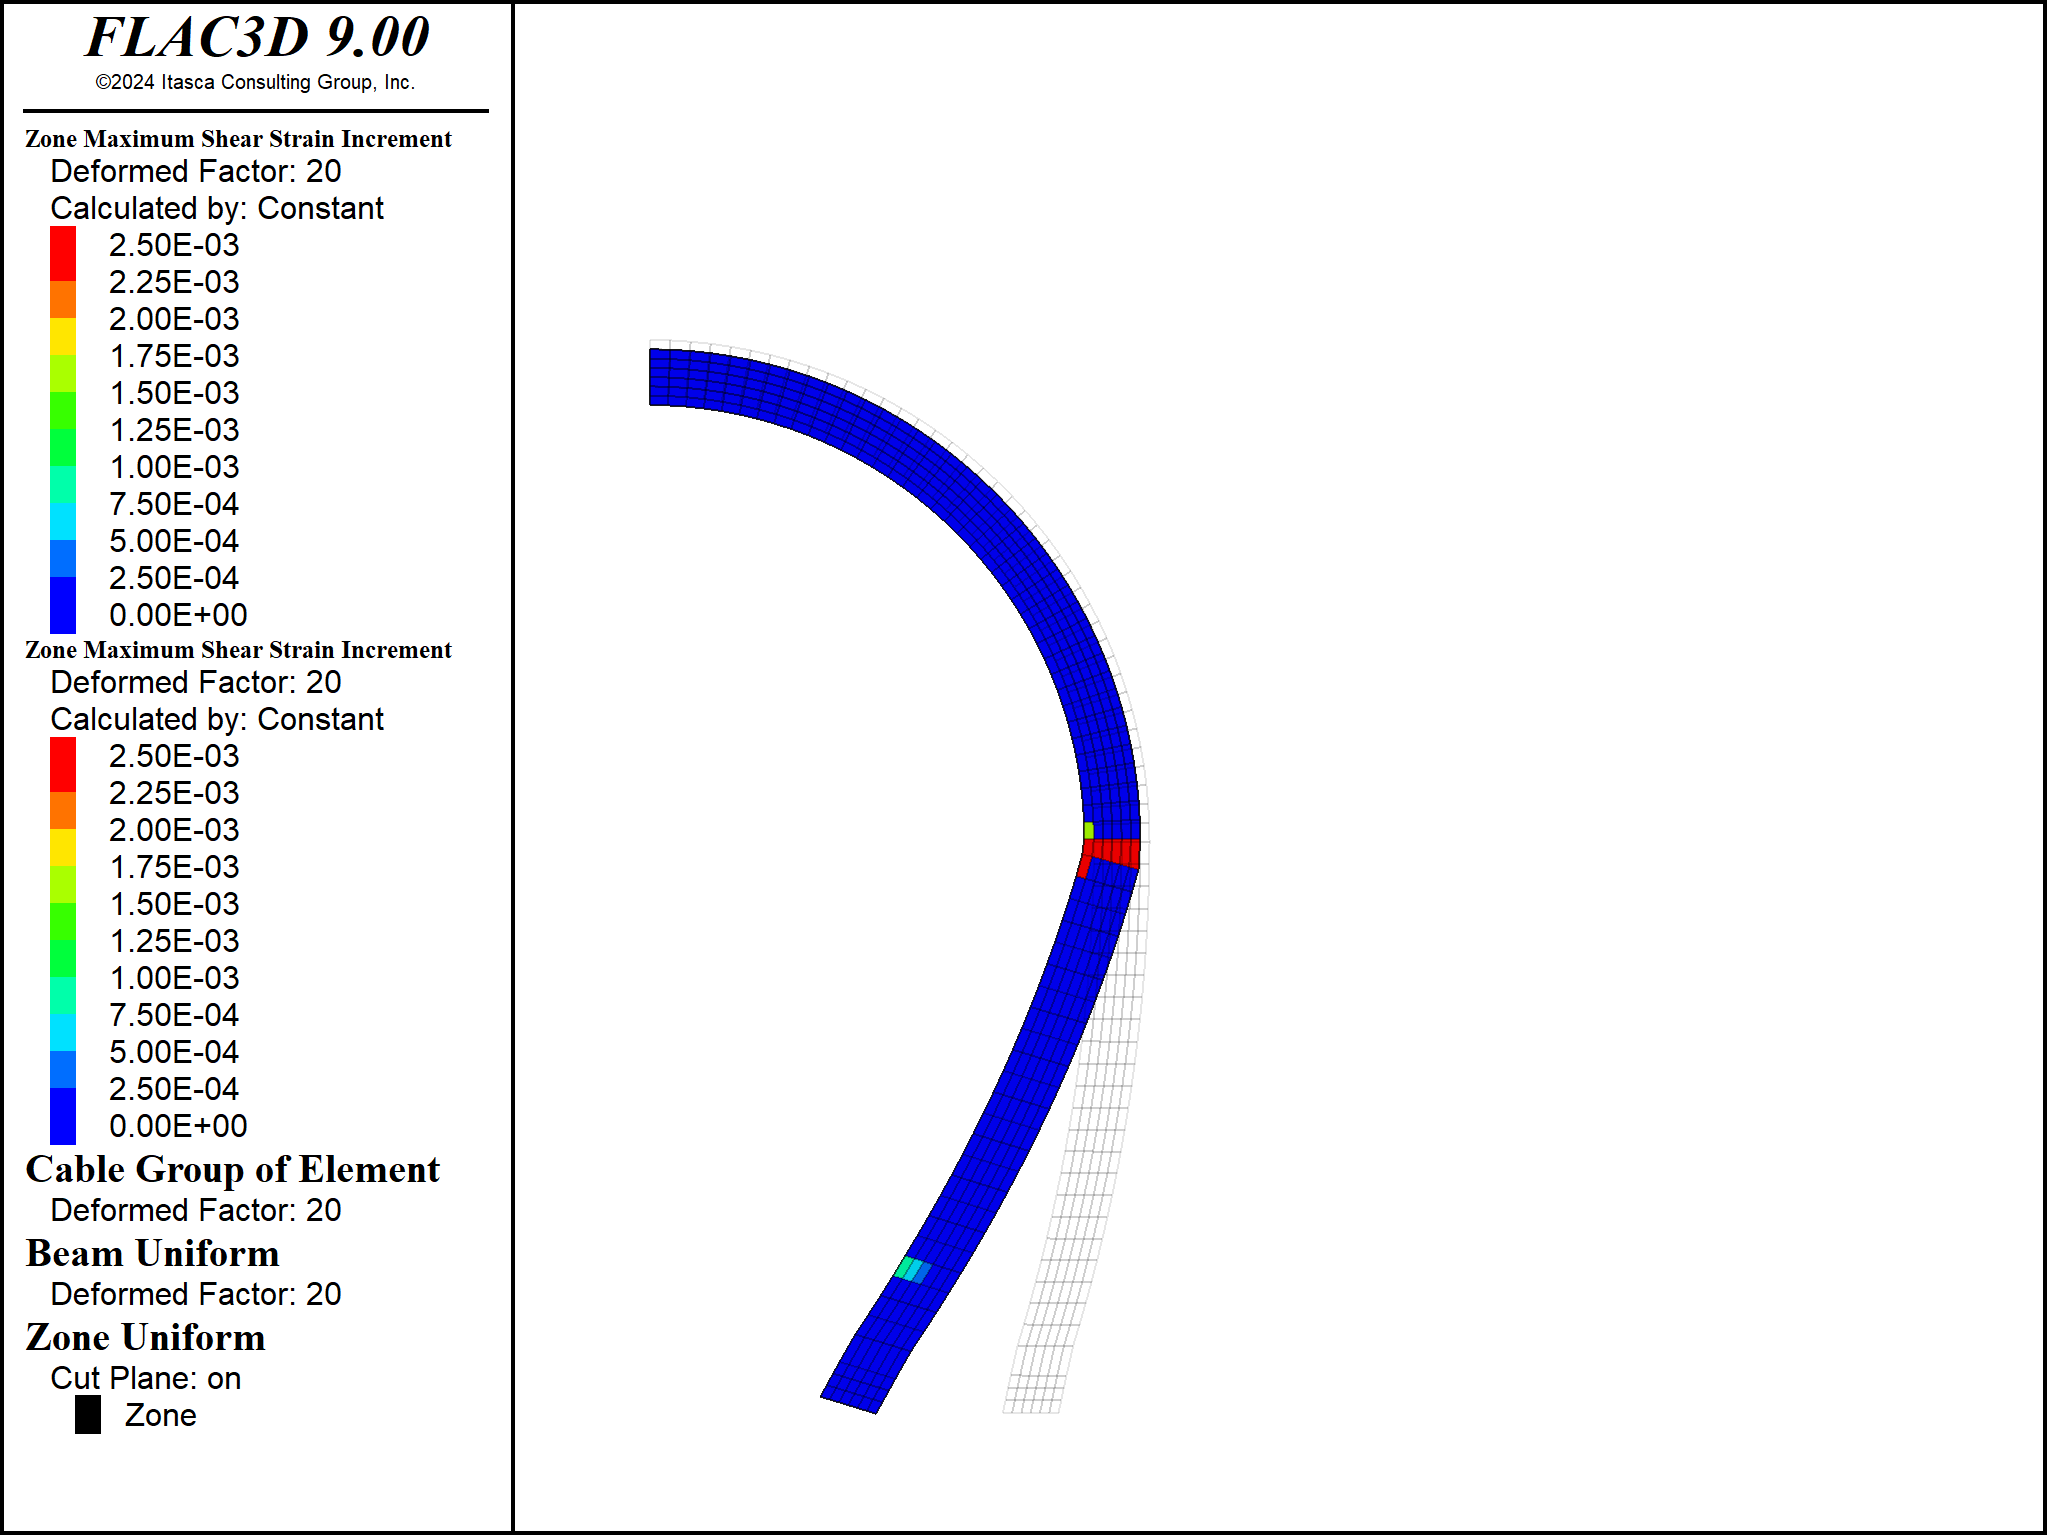 FLAC3D 9.00
©2024 Itasca Consulting Group, Inc.
Zone Maximum Shear Strain Increment
Deformed Factor: 20
Calculated by: Constant
2.50E-03
2.25E-03
2.00E-03
1.75E-03
1.50E-03
1.25E-03
1.00E-03
7.50E-04
5.00E-04
2.50E-04
0.00E+00
Zone Maximum Shear Strain Increment
Deformed Factor: 20
Calculated by: Constant
2.50E-03
2.25E-03
2.00E-03
1.75E-03
1.50E-03
1.25E-03
1.00E-03
7.50E-04
5.00E-04
2.50E-04
0.00E+00
Cable Group of Element
Deformed Factor: 20
Beam Uniform
Deformed Factor: 20
Zone Uniform
Cut Plane: on
Zone